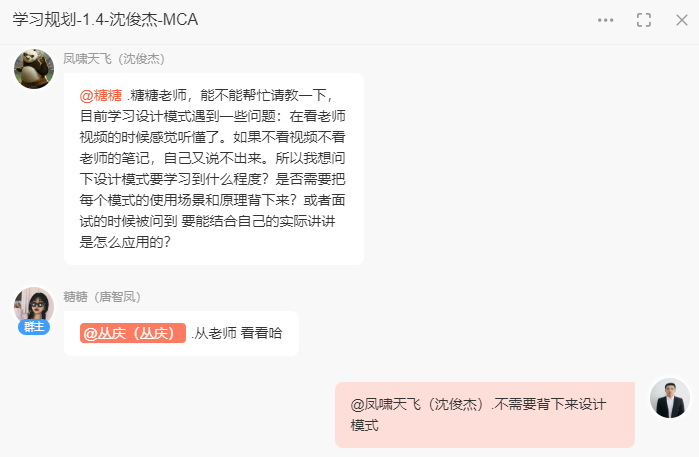 学习规划-1.4-沈俊杰-MCA
凤啸天飞（沈俊杰）
@糖糖 .糖糖老师，能不能帮忙请教一下，
目前学习设计模式遇到一些问题：在看老师
视频的时候感觉听懂了。如果不看视频不看
老师的笔记，自己又说不出来。所以我想问
下设计模式要学习到什么程度？是否需要把
每个模式的使用场景和原理背下来？或者面
试的时候被问到 要能结合自己的实际讲讲
是怎么应用的？
糖糖（唐智凤）
群主
@丛庆（丛庆） .从老师 看看哈
@凤啸天飞（沈俊杰）.不需要背下来设计
模式